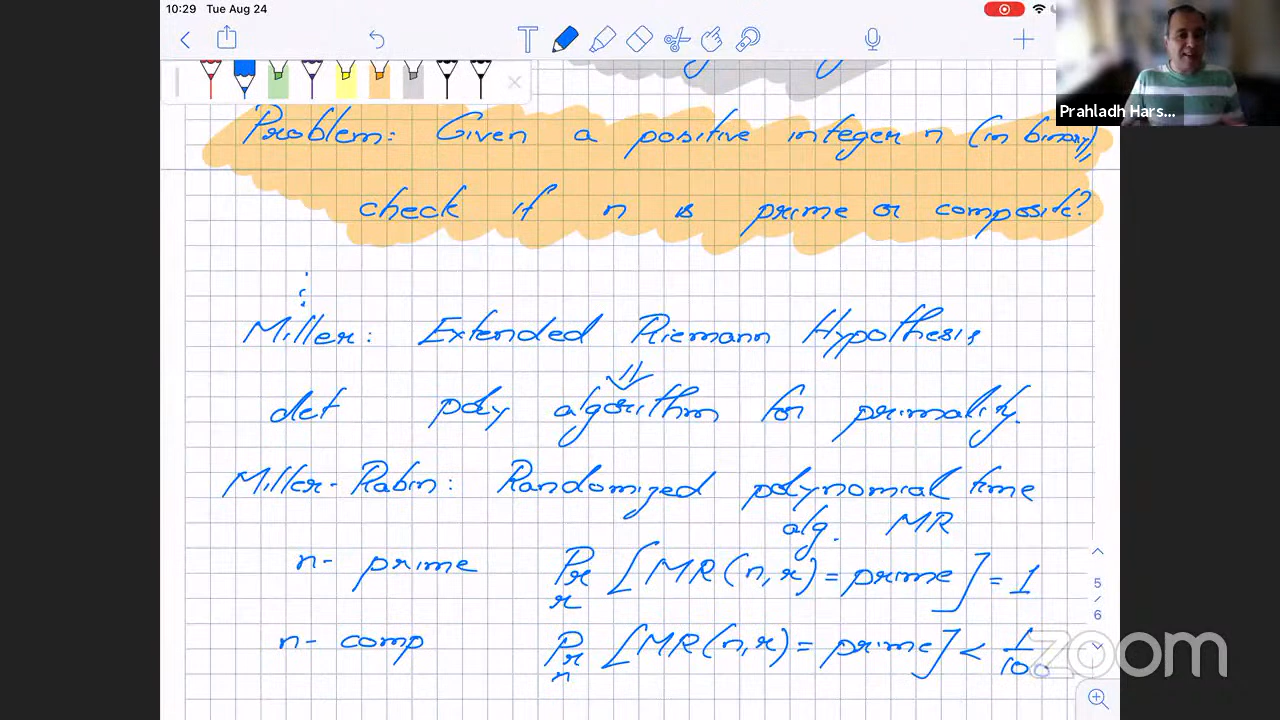 10:29 Tue Aug 24
Prahladh Hars...
Problem: Given a positive integer n (in binary),
check if n is prime or composite?
Miller: Extended Riemann Hypothesis
⇓
det poly algorithm for primality.
Miller-Rabin: Randomized polynomial time
alg. MR
n- prime Pr_r [MR(n,r) = prime] = 1
n- comp Pr_r [MR(n,r) = prime] < 1/100
5 / 6
zoom